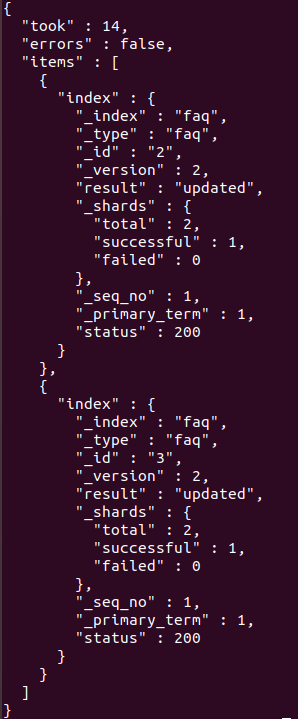 {
  "took" : 14,
  "errors" : false,
  "items" : [
    {
      "index" : {
        "_index" : "faq",
        "_type" : "faq",
        "_id" : "2",
        "_version" : 2,
        "result" : "updated",
        "_shards" : {
          "total" : 2,
          "successful" : 1,
          "failed" : 0
        },
        "_seq_no" : 1,
        "_primary_term" : 1,
        "status" : 200
      }
    },
    {
      "index" : {
        "_index" : "faq",
        "_type" : "faq",
        "_id" : "3",
        "_version" : 2,
        "result" : "updated",
        "_shards" : {
          "total" : 2,
          "successful" : 1,
          "failed" : 0
        },
        "_seq_no" : 1,
        "_primary_term" : 1,
        "status" : 200
      }
    }
  ]
}